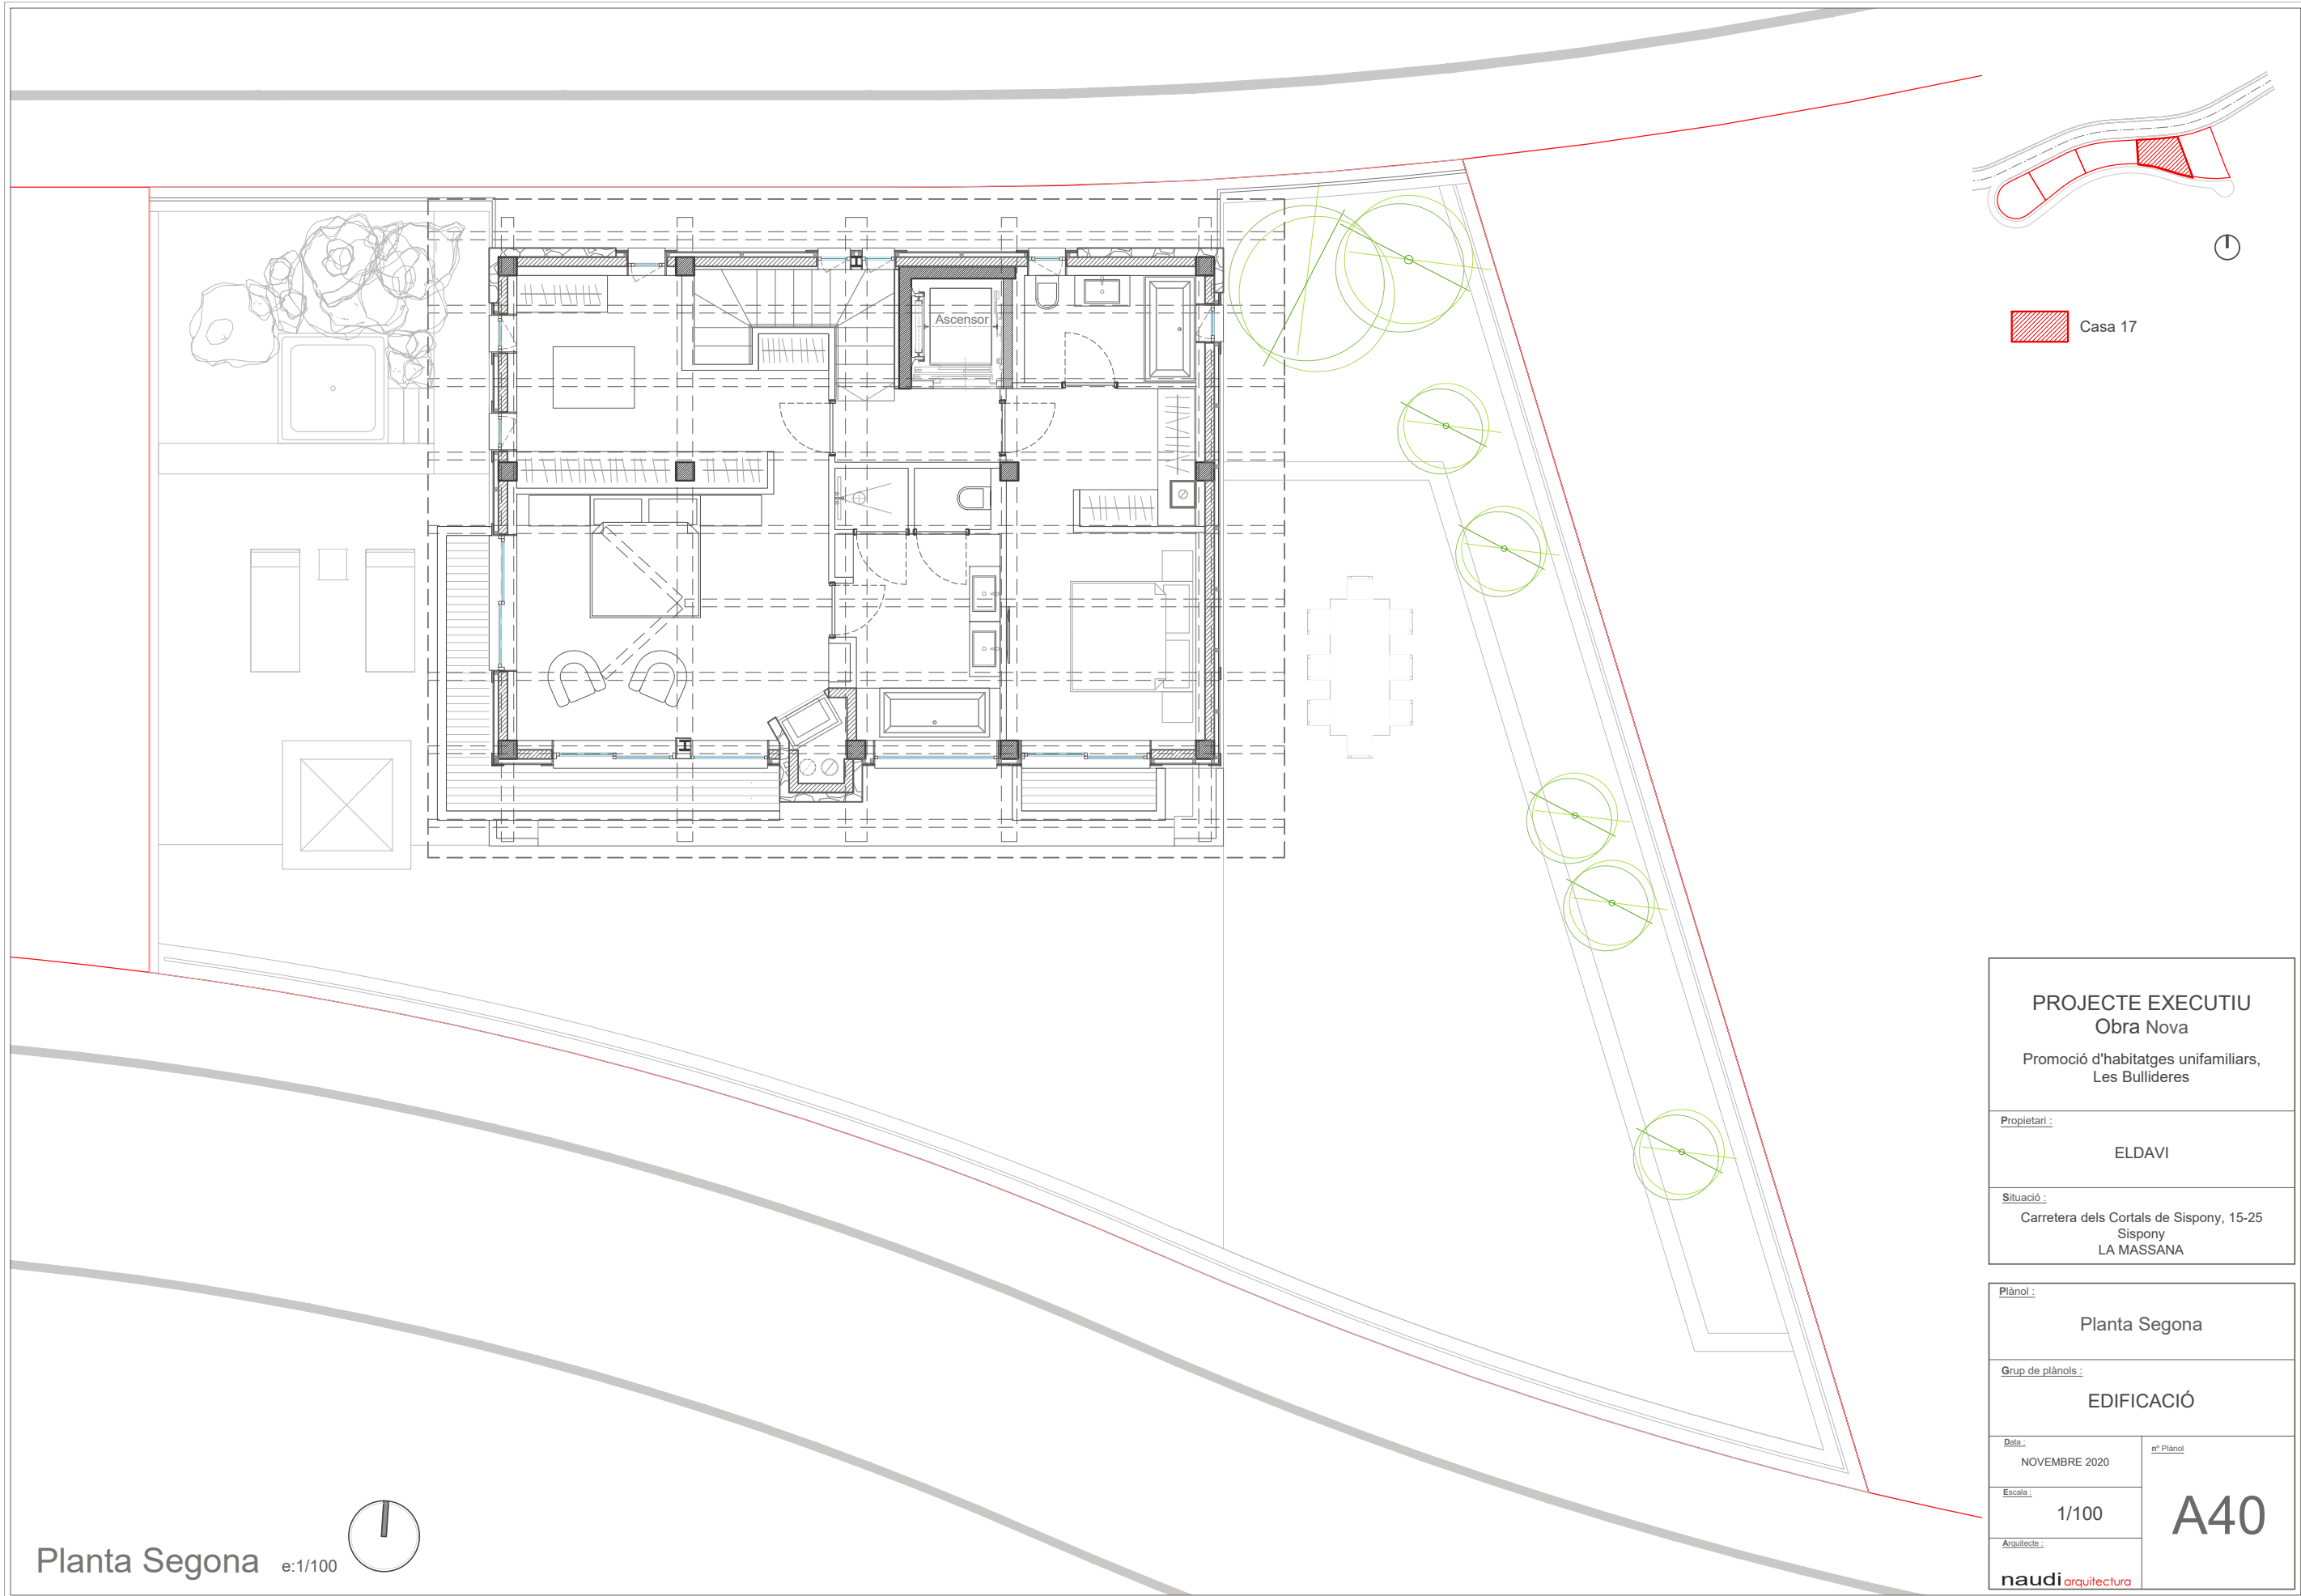 Ascensor
Casa 17
PROJECTE EXECUTIU
Obra Nova
Promoció d'habitatges unifamiliars,
Les Bullideres
Propietari :
ELDAVI
Situació :
Carretera dels Cortals de Sispony, 15-25
Sispony
LA MASSANA
Plànol :
Planta Segona
Grup de plànols :
EDIFICACIÓ
Data :
NOVEMBRE 2020
nº Plànol
Escala :
1/100
A40
Arquitecte :
naudi arquitectura
Planta Segona e:1/100